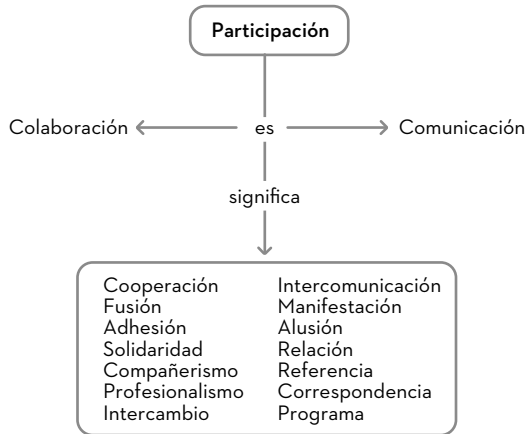 Participación
Colaboración es Comunicación
significa
Cooperación Intercomunicación
Fusión Manifestación
Adhesión Alusión
Solidaridad Relación
Compañerismo Referencia
Profesionalismo Correspondencia
Intercambio Programa